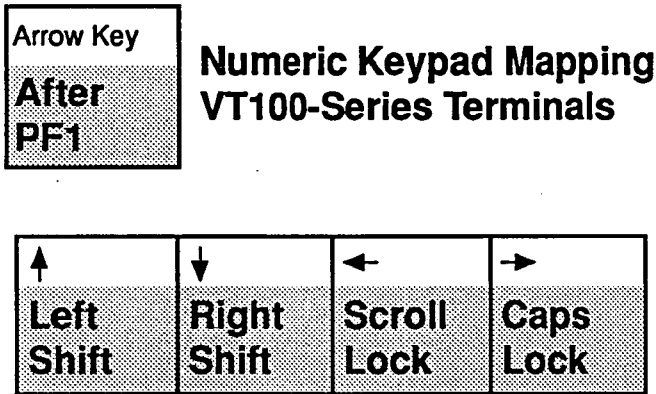 Arrow Key
After
PF1
Numeric Keypad Mapping
VT100-Series Terminals
↑ ↓ ← →
Left Right Scroll Caps
Shift Shift Lock Lock